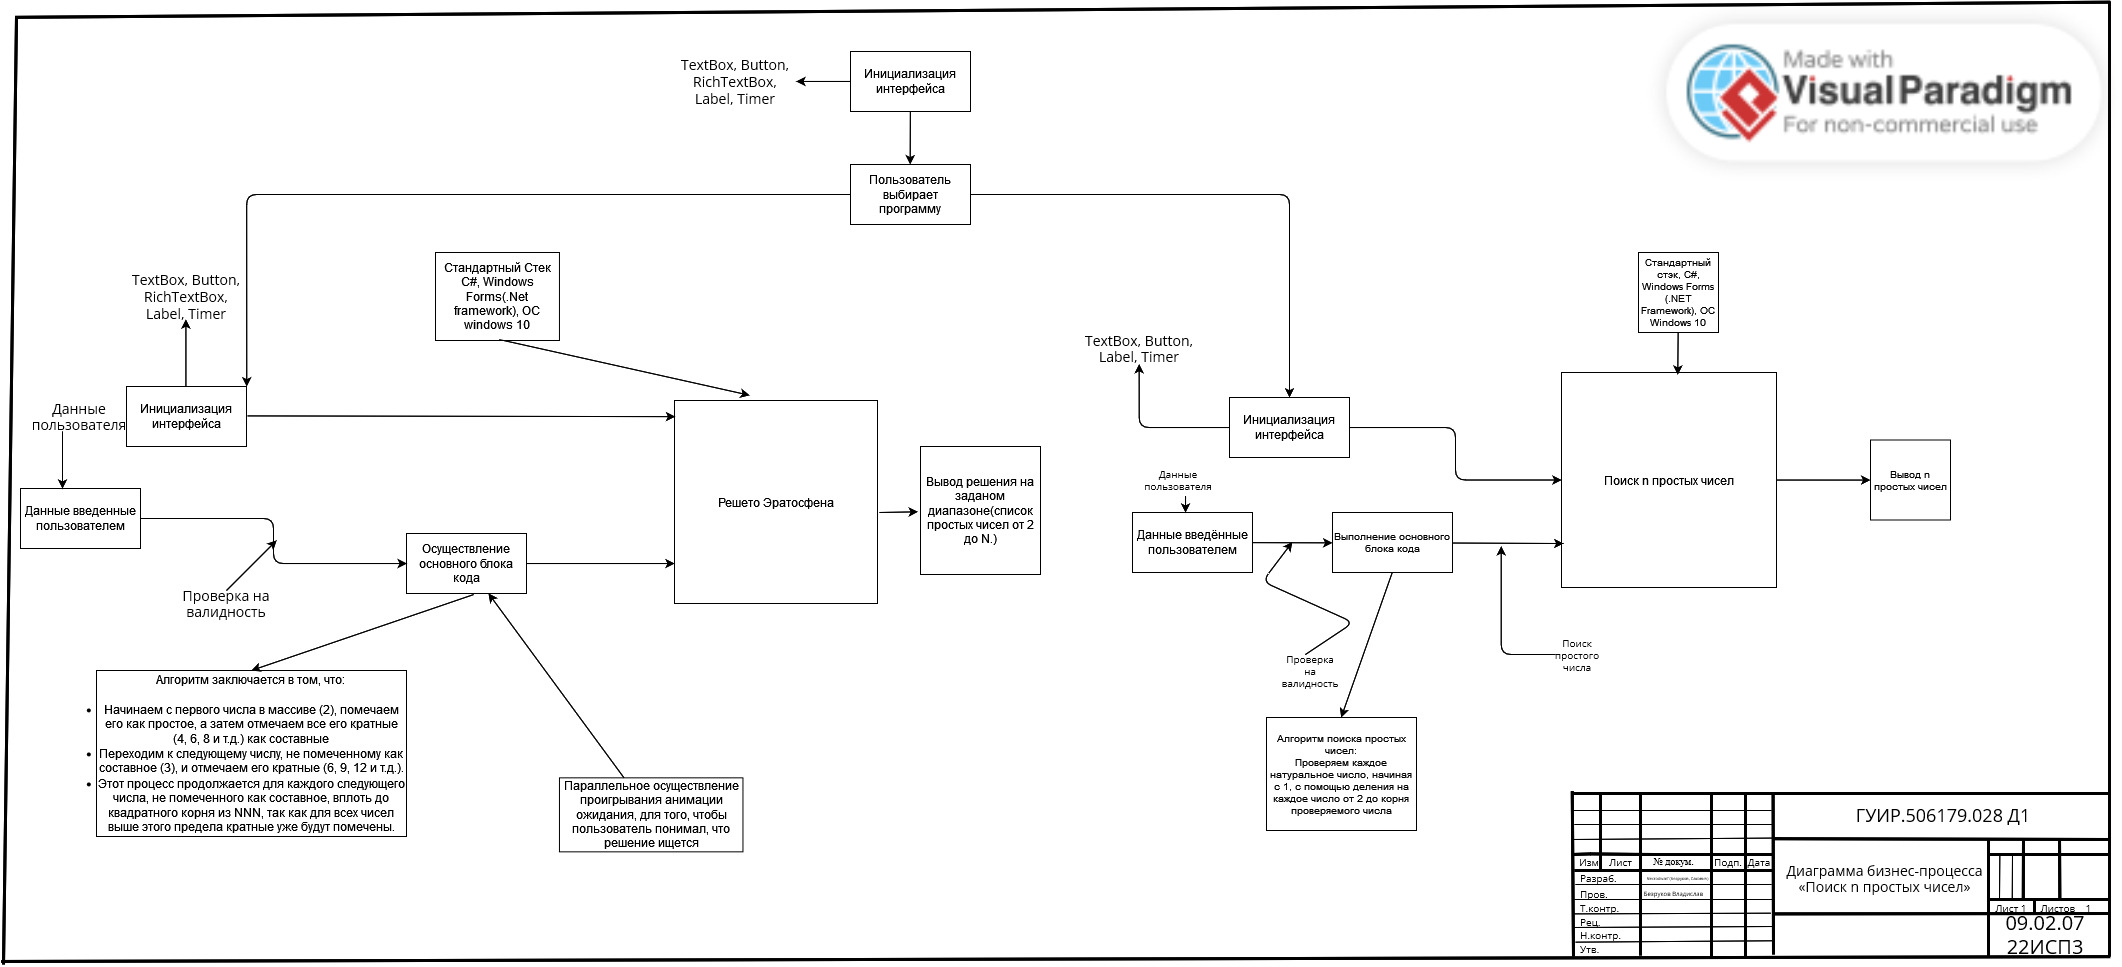 Made with
Visual Paradigm
For non-commercial use
TextBox, Button,
RichTextBox,
Label, Timer
Инициализация
интерфейса
Пользователь
выбирает
программу
TextBox, Button,
RichTextBox,
Label, Timer
Стандартный Стек
C#, Windows
Forms(.Net
framework), ОС
windows 10
Инициализация
интерфейса
Данные
пользователя
Данные введенные
пользователем
Проверка на
валидность
Осуществление
основного блока
кода
Решето Эратосфена
Вывод решения на
заданом
диапазоне(список
простых чисел от 2
до N.)
Алгоритм заключается в том, что:
• Начинаем с первого числа в массиве (2), помечаем
его как простое, а затем отмечаем все его кратные
(4, 6, 8 и т.д.) как составные
• Переходим к следующему числу, не помеченному как
составное (3), и отмечаем его кратные (6, 9, 12 и т.д.).
• Этот процесс продолжается для каждого следующего
числа, не помеченного как составное, вплоть до
квадратного корня из NNN, так как для всех чисел
выше этого предела кратные уже будут помечены.
Параллельное осуществление
проигрывания анимации
ожидания, для того, чтобы
пользователь понимал, что
решение ищется
TextBox, Button,
Label, Timer
Инициализация
интерфейса
Стандартный
стэк, C#,
Windows Forms
(.NET
Framework), ОС
Windows 10
Данные
пользователя
Данные введённые
пользователем
Выполнение основного
блока кода
Поиск n простых чисел
Вывод n
простых чисел
Проверка
на
валидность
Поиск
простого
числа
Алгоритм поиска простых
чисел:
Проверяем каждое
натуральное число, начиная
с 1, с помощью деления на
каждое число от 2 до корня
проверяемого числа
ГУИР.506179.028 Д1
Изм Лист № докум. Подп. Дата
Разраб.
Пров. Безруков Владислав
Т.контр.
Рец.
Н.контр.
Утв.
Диаграмма бизнес-процесса
«Поиск n простых чисел»
Лист 1 Листов 1
09.02.07
22ИСП3